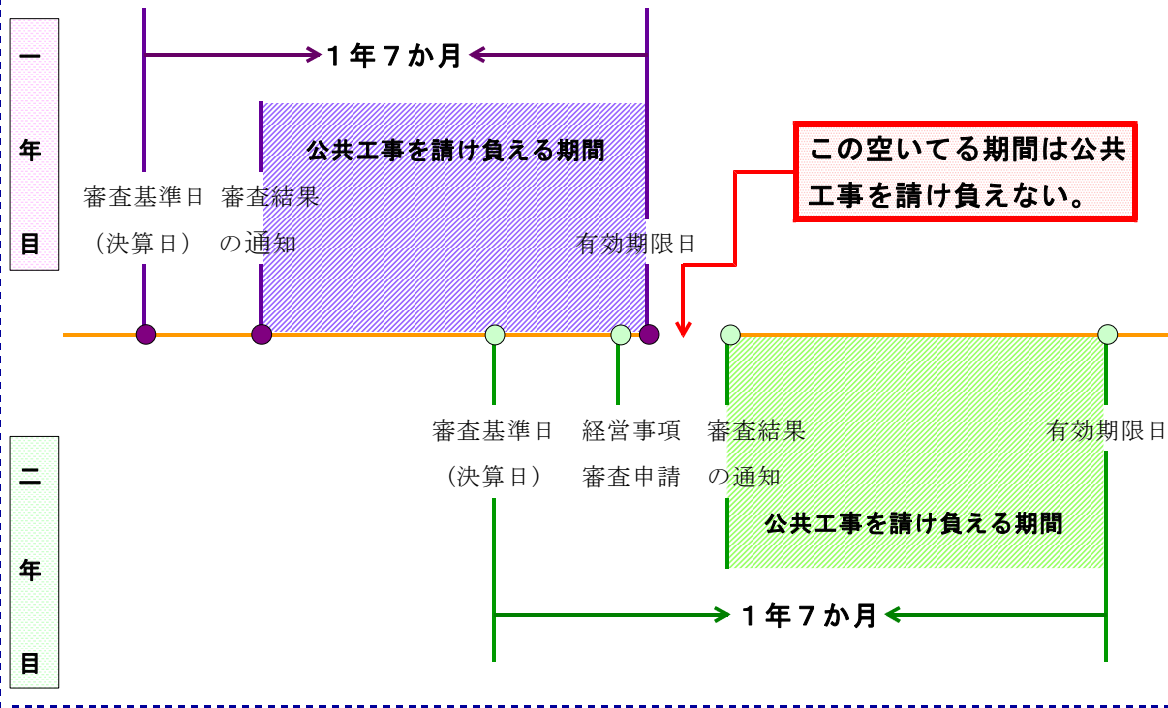 一年目
１年７か月
公共工事を請け負える期間
この空いてる期間は公共
工事を請け負えない。
審査基準日
（決算日）
審査結果
の通知
有効期限日
二年目
審査基準日
（決算日）
経営事項
審査申請
審査結果
の通知
有効期限日
公共工事を請け負える期間
１年７か月